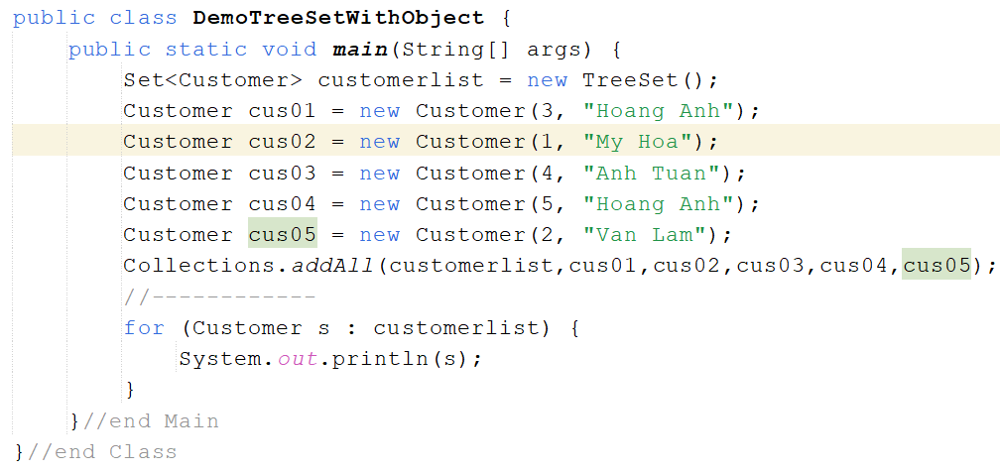 public class DemoTreeSetWithObject {
public static void main(String[] args) {
Set<Customer> customerlist = new TreeSet();
Customer cus01 = new Customer(3, "Hoang Anh");
Customer cus02 = new Customer(1, "My Hoa");
Customer cus03 = new Customer(4, "Anh Tuan");
Customer cus04 = new Customer(5, "Hoang Anh");
Customer cus05 = new Customer(2, "Van Lam");
Collections.addAll(customerlist,cus01,cus02,cus03,cus04,cus05);
//------------
for (Customer s : customerlist) {
System.out.println(s);
}
}//end Main
}//end Class